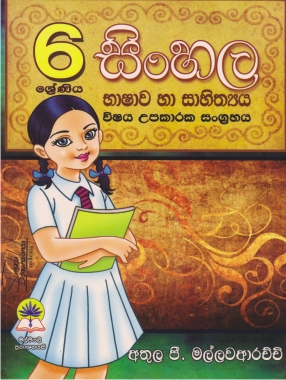 6 සිංහල
ශ්‍රේණිය
භාෂාව හා සාහිත්‍යය
විෂය උපකාරක සංග්‍රහය
අතුල පී. මල්ලවආරච්චි